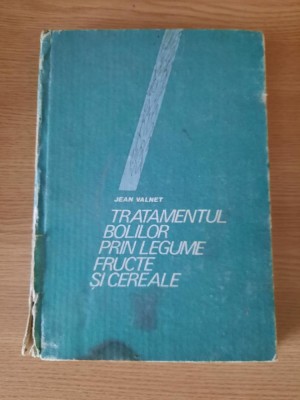 JEAN VALNET
TRATAMENTUL
BOLILOR
PRIN LEGUME
FRUCTE
ȘI CEREALE